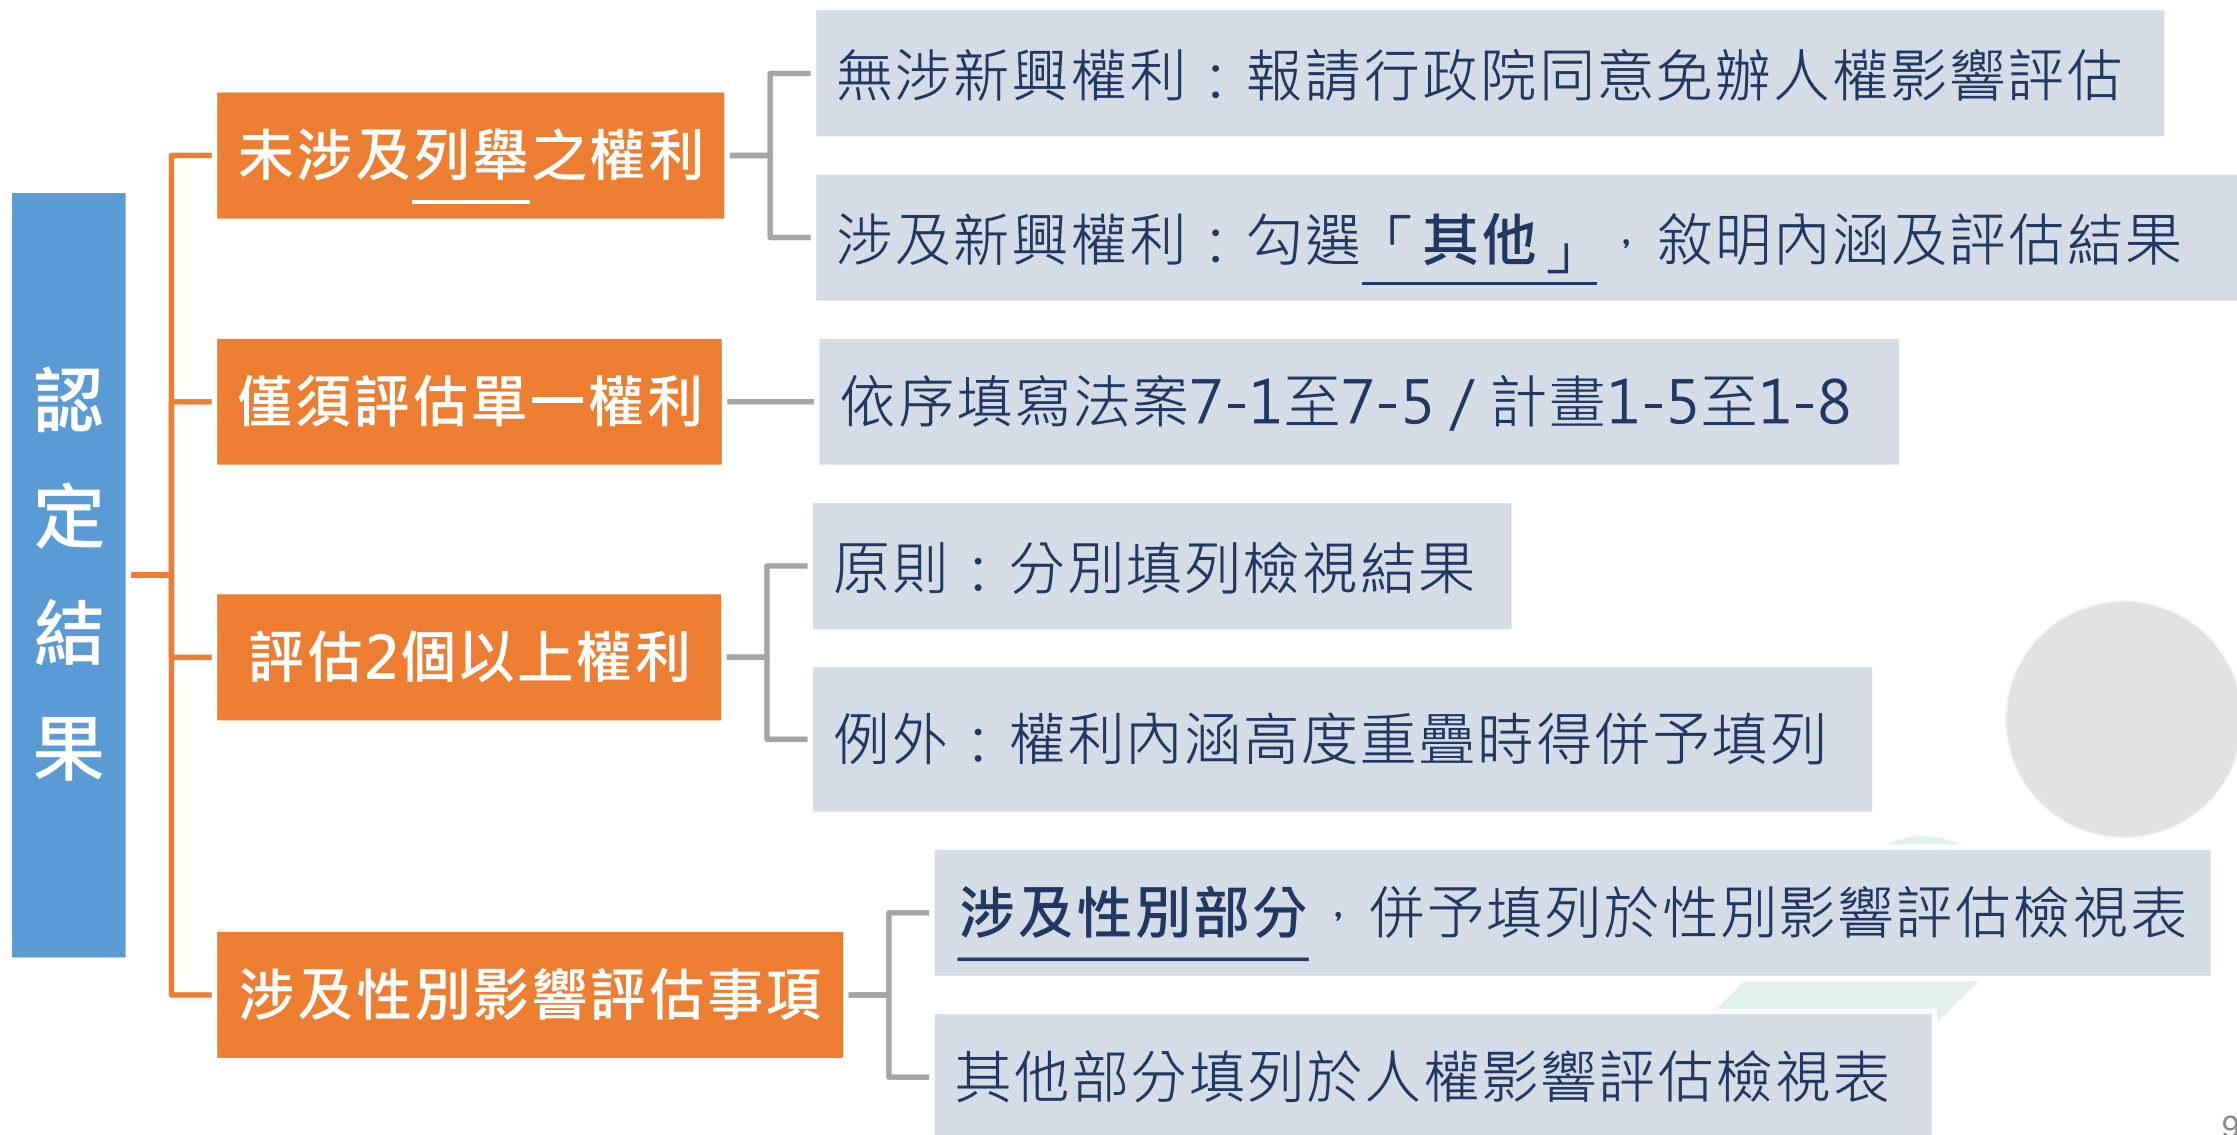 認定結果
未涉及列舉之權利
無涉新興權利：報請行政院同意免辦人權影響評估
涉及新興權利：勾選「其他」，敘明內涵及評估結果
僅須評估單一權利
依序填寫法案7-1至7-5 / 計畫1-5至1-8
評估2個以上權利
原則：分別填列檢視結果
例外：權利內涵高度重疊時得併予填列
涉及性別影響評估事項
涉及性別部分，併予填列於性別影響評估檢視表
其他部分填列於人權影響評估檢視表
9